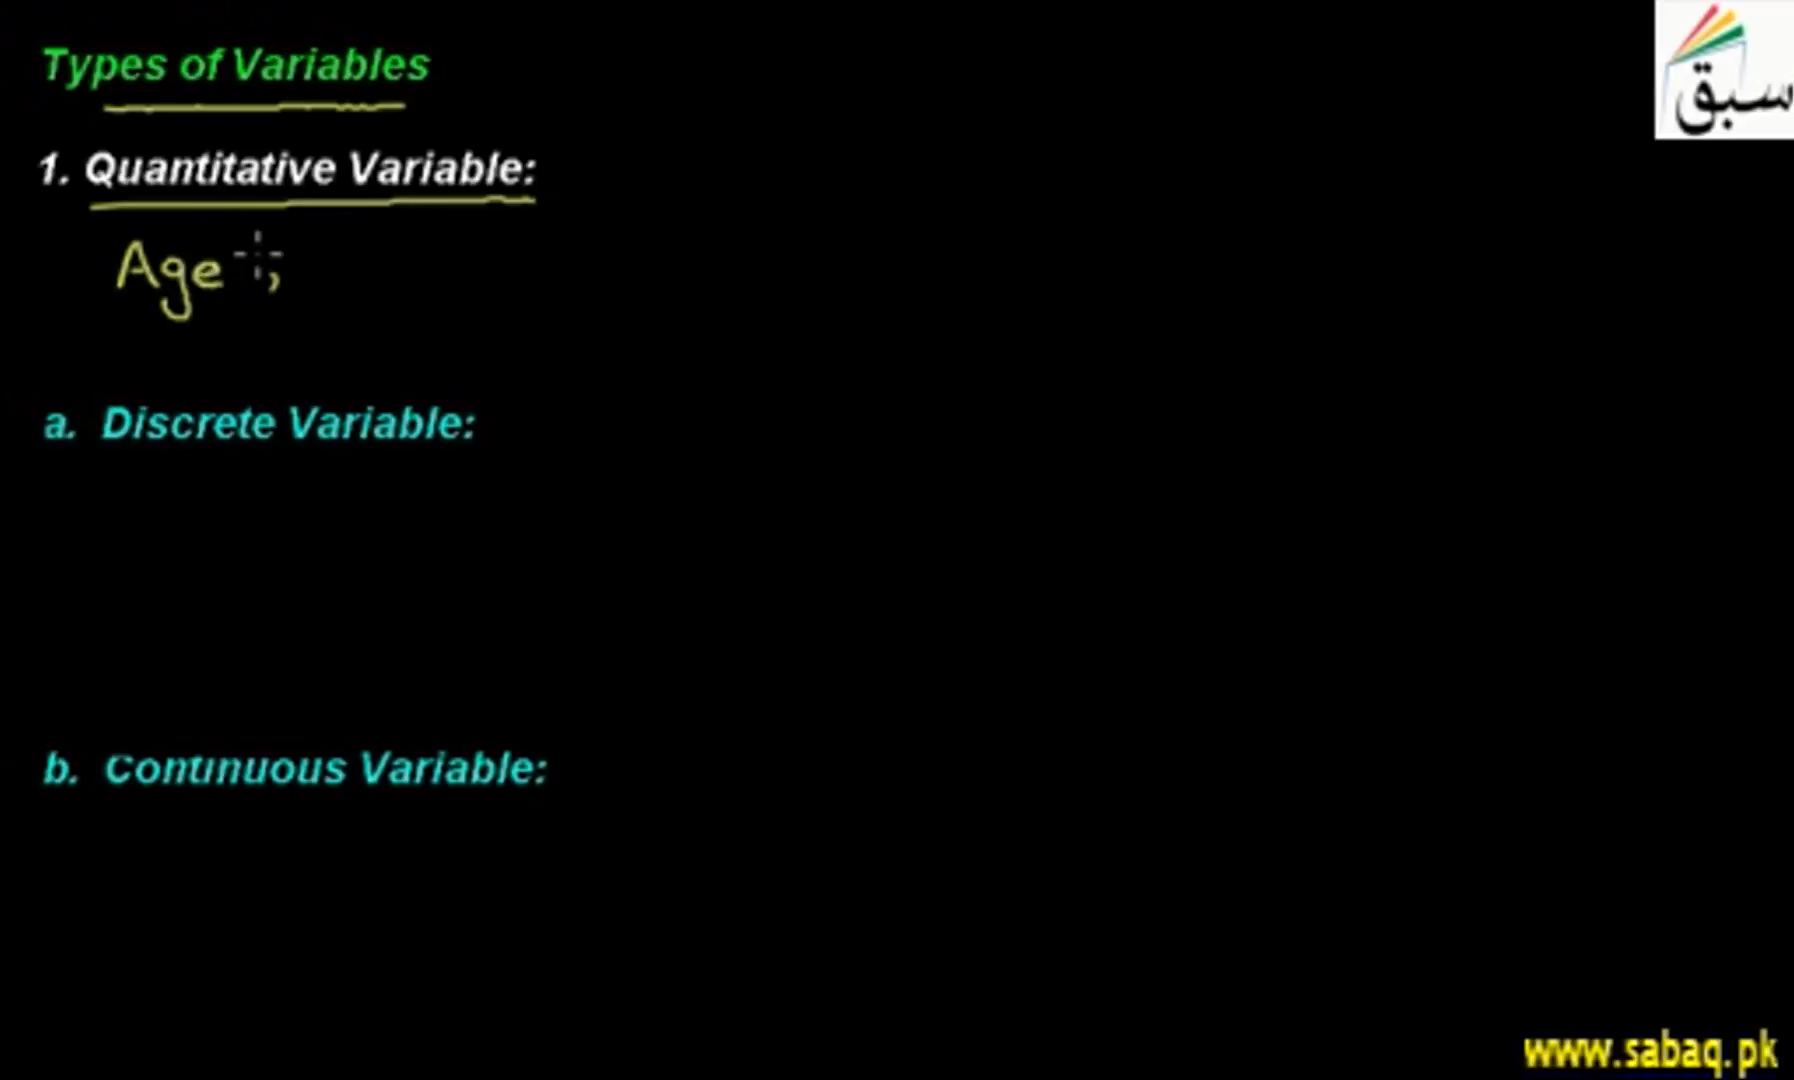 Types of Variables
سبق
1. Quantitative Variable:
Age ,
a. Discrete Variable:
b. Continuous Variable:
www.sabaq.pk